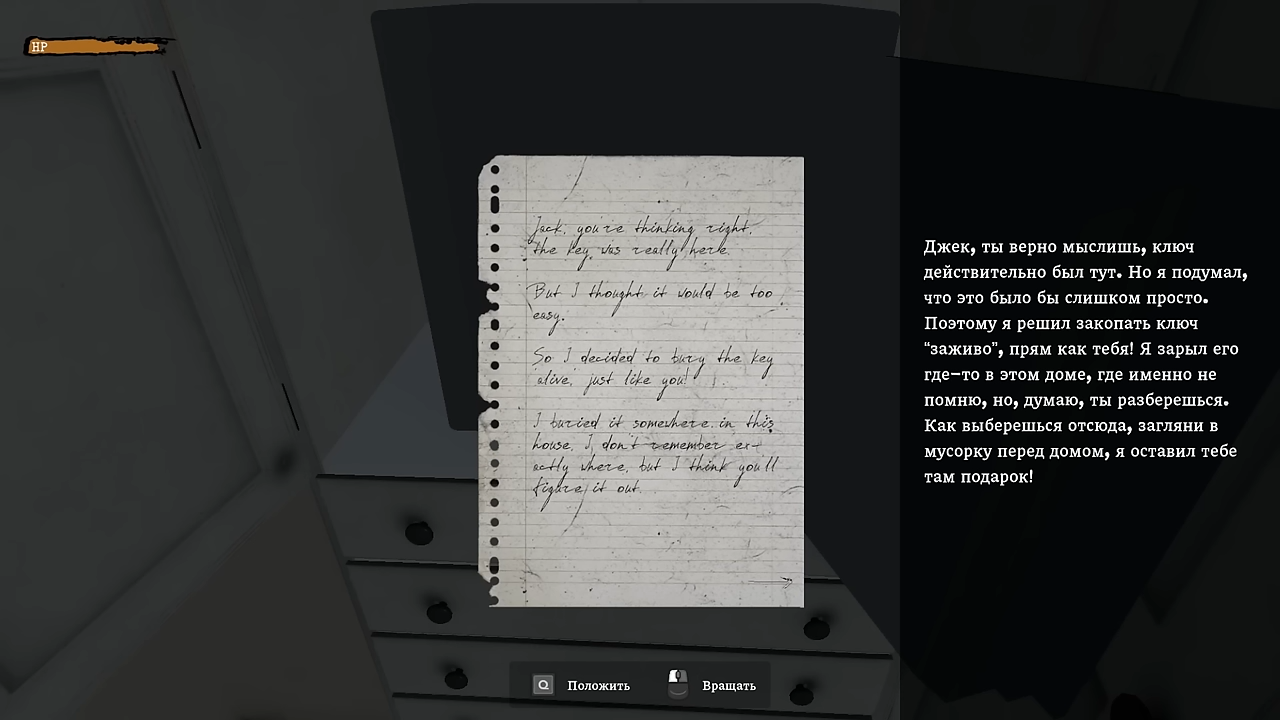 HP
Jack, you're thinking right,
the key was really here.
But I thought it would be too
easy.
So I decided to bury the key
"alive," just like you!
I buried it somewhere in this
house, I don't remember ex-
actly where, but I think you'll
figure it out.
Джек, ты верно мыслишь, ключ
действительно был тут. Но я подумал,
что это было бы слишком просто.
Поэтому я решил закопать ключ
“заживо”, прям как тебя! Я зарыл его
где-то в этом доме, где именно не
помню, но, думаю, ты разберешься.
Как выберешься отсюда, загляни в
мусорку перед домом, я оставил тебе
там подарок!
Q Положить Вращать